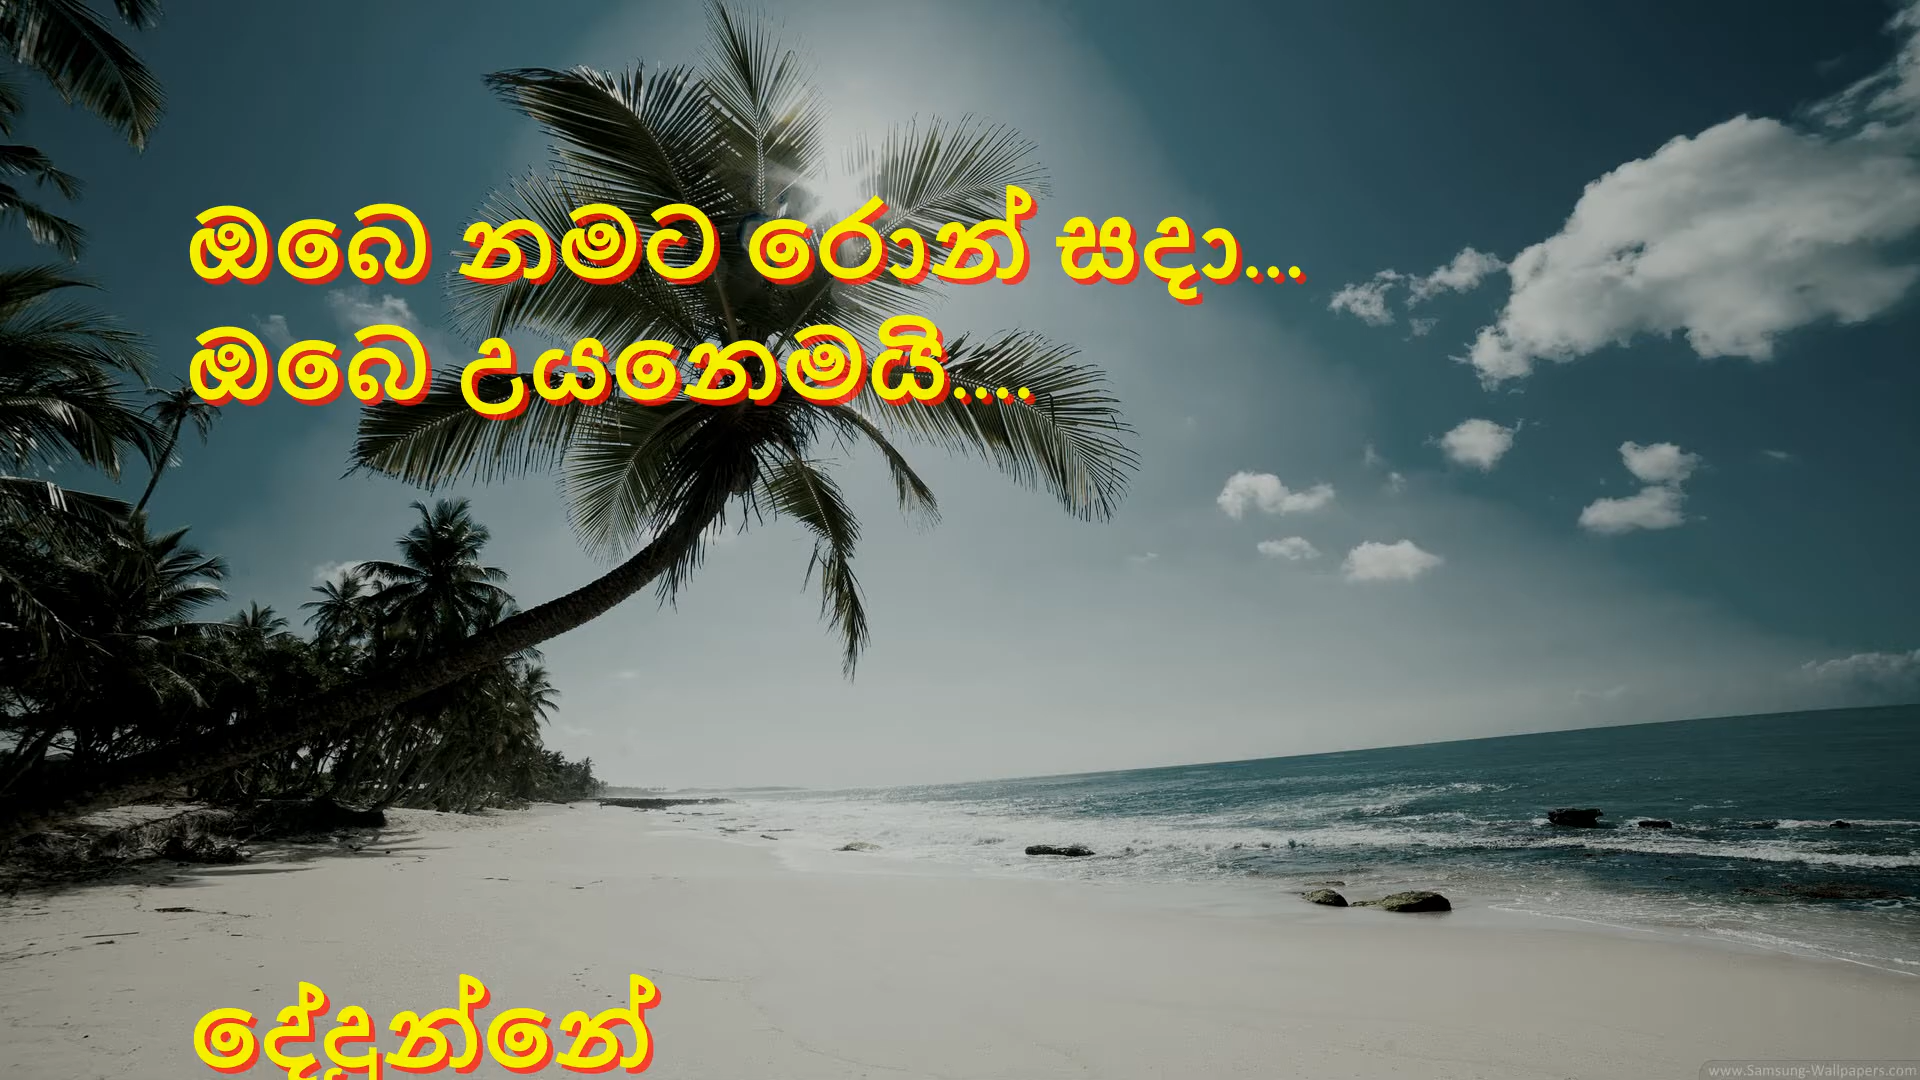 ඔබෙ නමට රොන් සදා...
ඔබෙ උයනෙමයි....
දේදුන්නේ
www.Samsung-Wallpapers.com